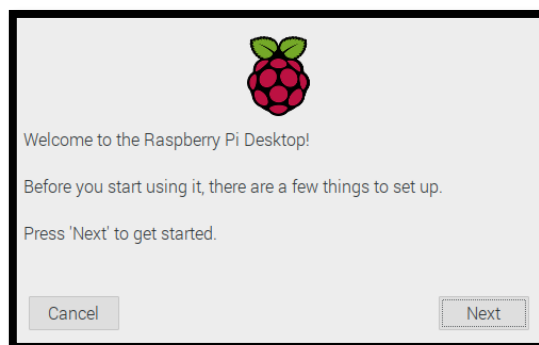 Welcome to the Raspberry Pi Desktop!
Before you start using it, there are a few things to set up.
Press 'Next' to get started.
Cancel
Next